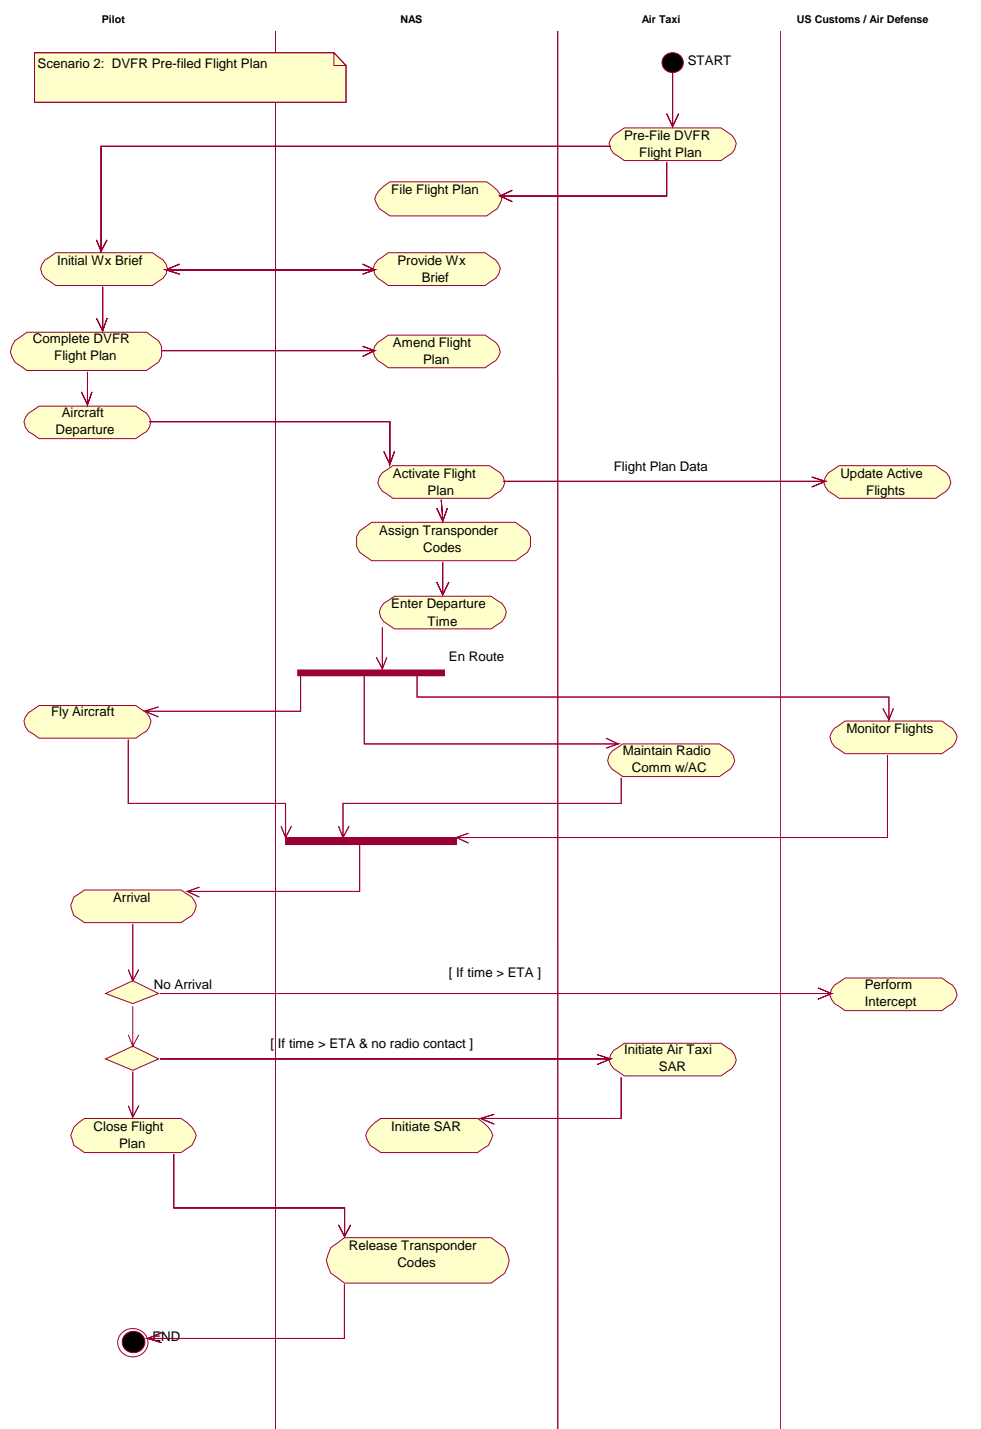 Pilot
NAS
Air Taxi
US Customs / Air Defense
Scenario 2: DVFR Pre-filed Flight Plan
START
Pre-File DVFR
Flight Plan
File Flight Plan
Initial Wx Brief
Provide Wx
Brief
Complete DVFR
Flight Plan
Amend Flight
Plan
Aircraft
Departure
Activate Flight
Plan
Flight Plan Data
Update Active
Flights
Assign Transponder
Codes
Enter Departure
Time
En Route
Fly Aircraft
Maintain Radio
Comm w/AC
Monitor Flights
Arrival
No Arrival
[ If time > ETA ]
Perform
Intercept
[ If time > ETA & no radio contact ]
Initiate Air Taxi
SAR
Close Flight
Plan
Initiate SAR
Release Transponder
Codes
END